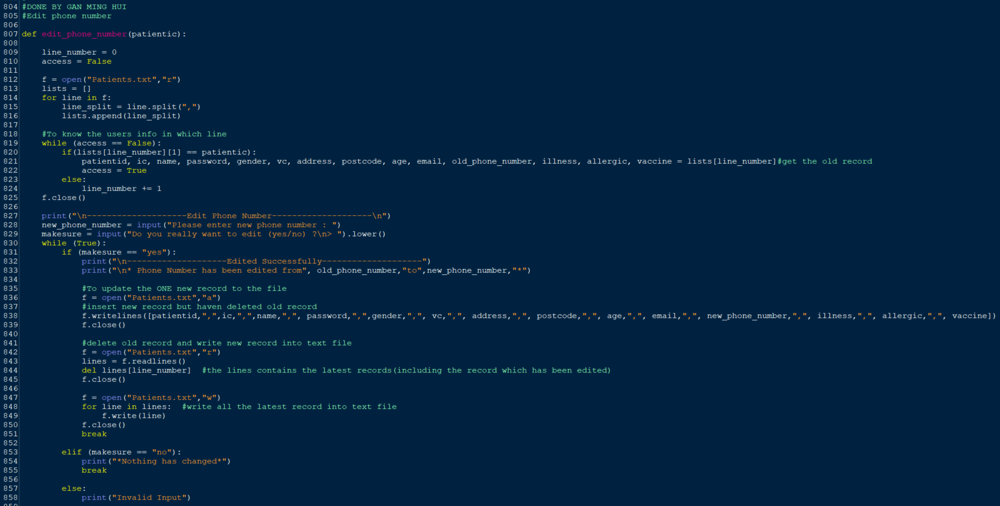 804 #DONE BY GAN MING HUI
805 #Edit phone number
806
807 def edit_phone_number(patientic):
808
809     line_number = 0
810     access = False
811
812     f = open("Patients.txt","r")
813     lists = []
814     for line in f:
815         line_split = line.split(",")
816         lists.append(line_split)
817
818     #To know the users info in which line
819     while (access == False):
820         if(lists[line_number][1] == patientic):
821             patientid, ic, name, password, gender, vc, address, postcode, age, email, old_phone_number, illness, allergic, vaccine = lists[line_number]#get the old record
822             access = True
823         else:
824             line_number += 1
825     f.close()
826
827     print("\n--------------------Edit Phone Number--------------------\n")
828     new_phone_number = input("Please enter new phone number : ")
829     makesure = input("Do you really want to edit (yes/no) ?\n> ").lower()
830     while (True):
831         if (makesure == "yes"):
832             print("\n--------------------Edited Successfully--------------------")
833             print("\n* Phone Number has been edited from", old_phone_number,"to",new_phone_number,"*")
834
835             #To update the ONE new record to the file
836             f = open("Patients.txt","a")
837             #insert new record but haven deleted old record
838             f.writelines([patientid,",",ic,",",name,",", password,",",gender,",", vc,",", address,",", postcode,",", age,",", email,",", new_phone_number,",", illness,",", allergic,",", vaccine])
839             f.close()
840
841             #delete old record and write new record into text file
842             f = open("Patients.txt","r")
843             lines = f.readlines()
844             del lines[line_number]  #the lines contains the latest records(including the record which has been edited)
845             f.close()
846
847             f = open("Patients.txt","w")
848             for line in lines:  #write all the latest record into text file
849                 f.write(line)
850             f.close()
851             break
852
853         elif (makesure == "no"):
854             print("*Nothing has changed*")
855             break
856
857         else:
858             print("Invalid Input")